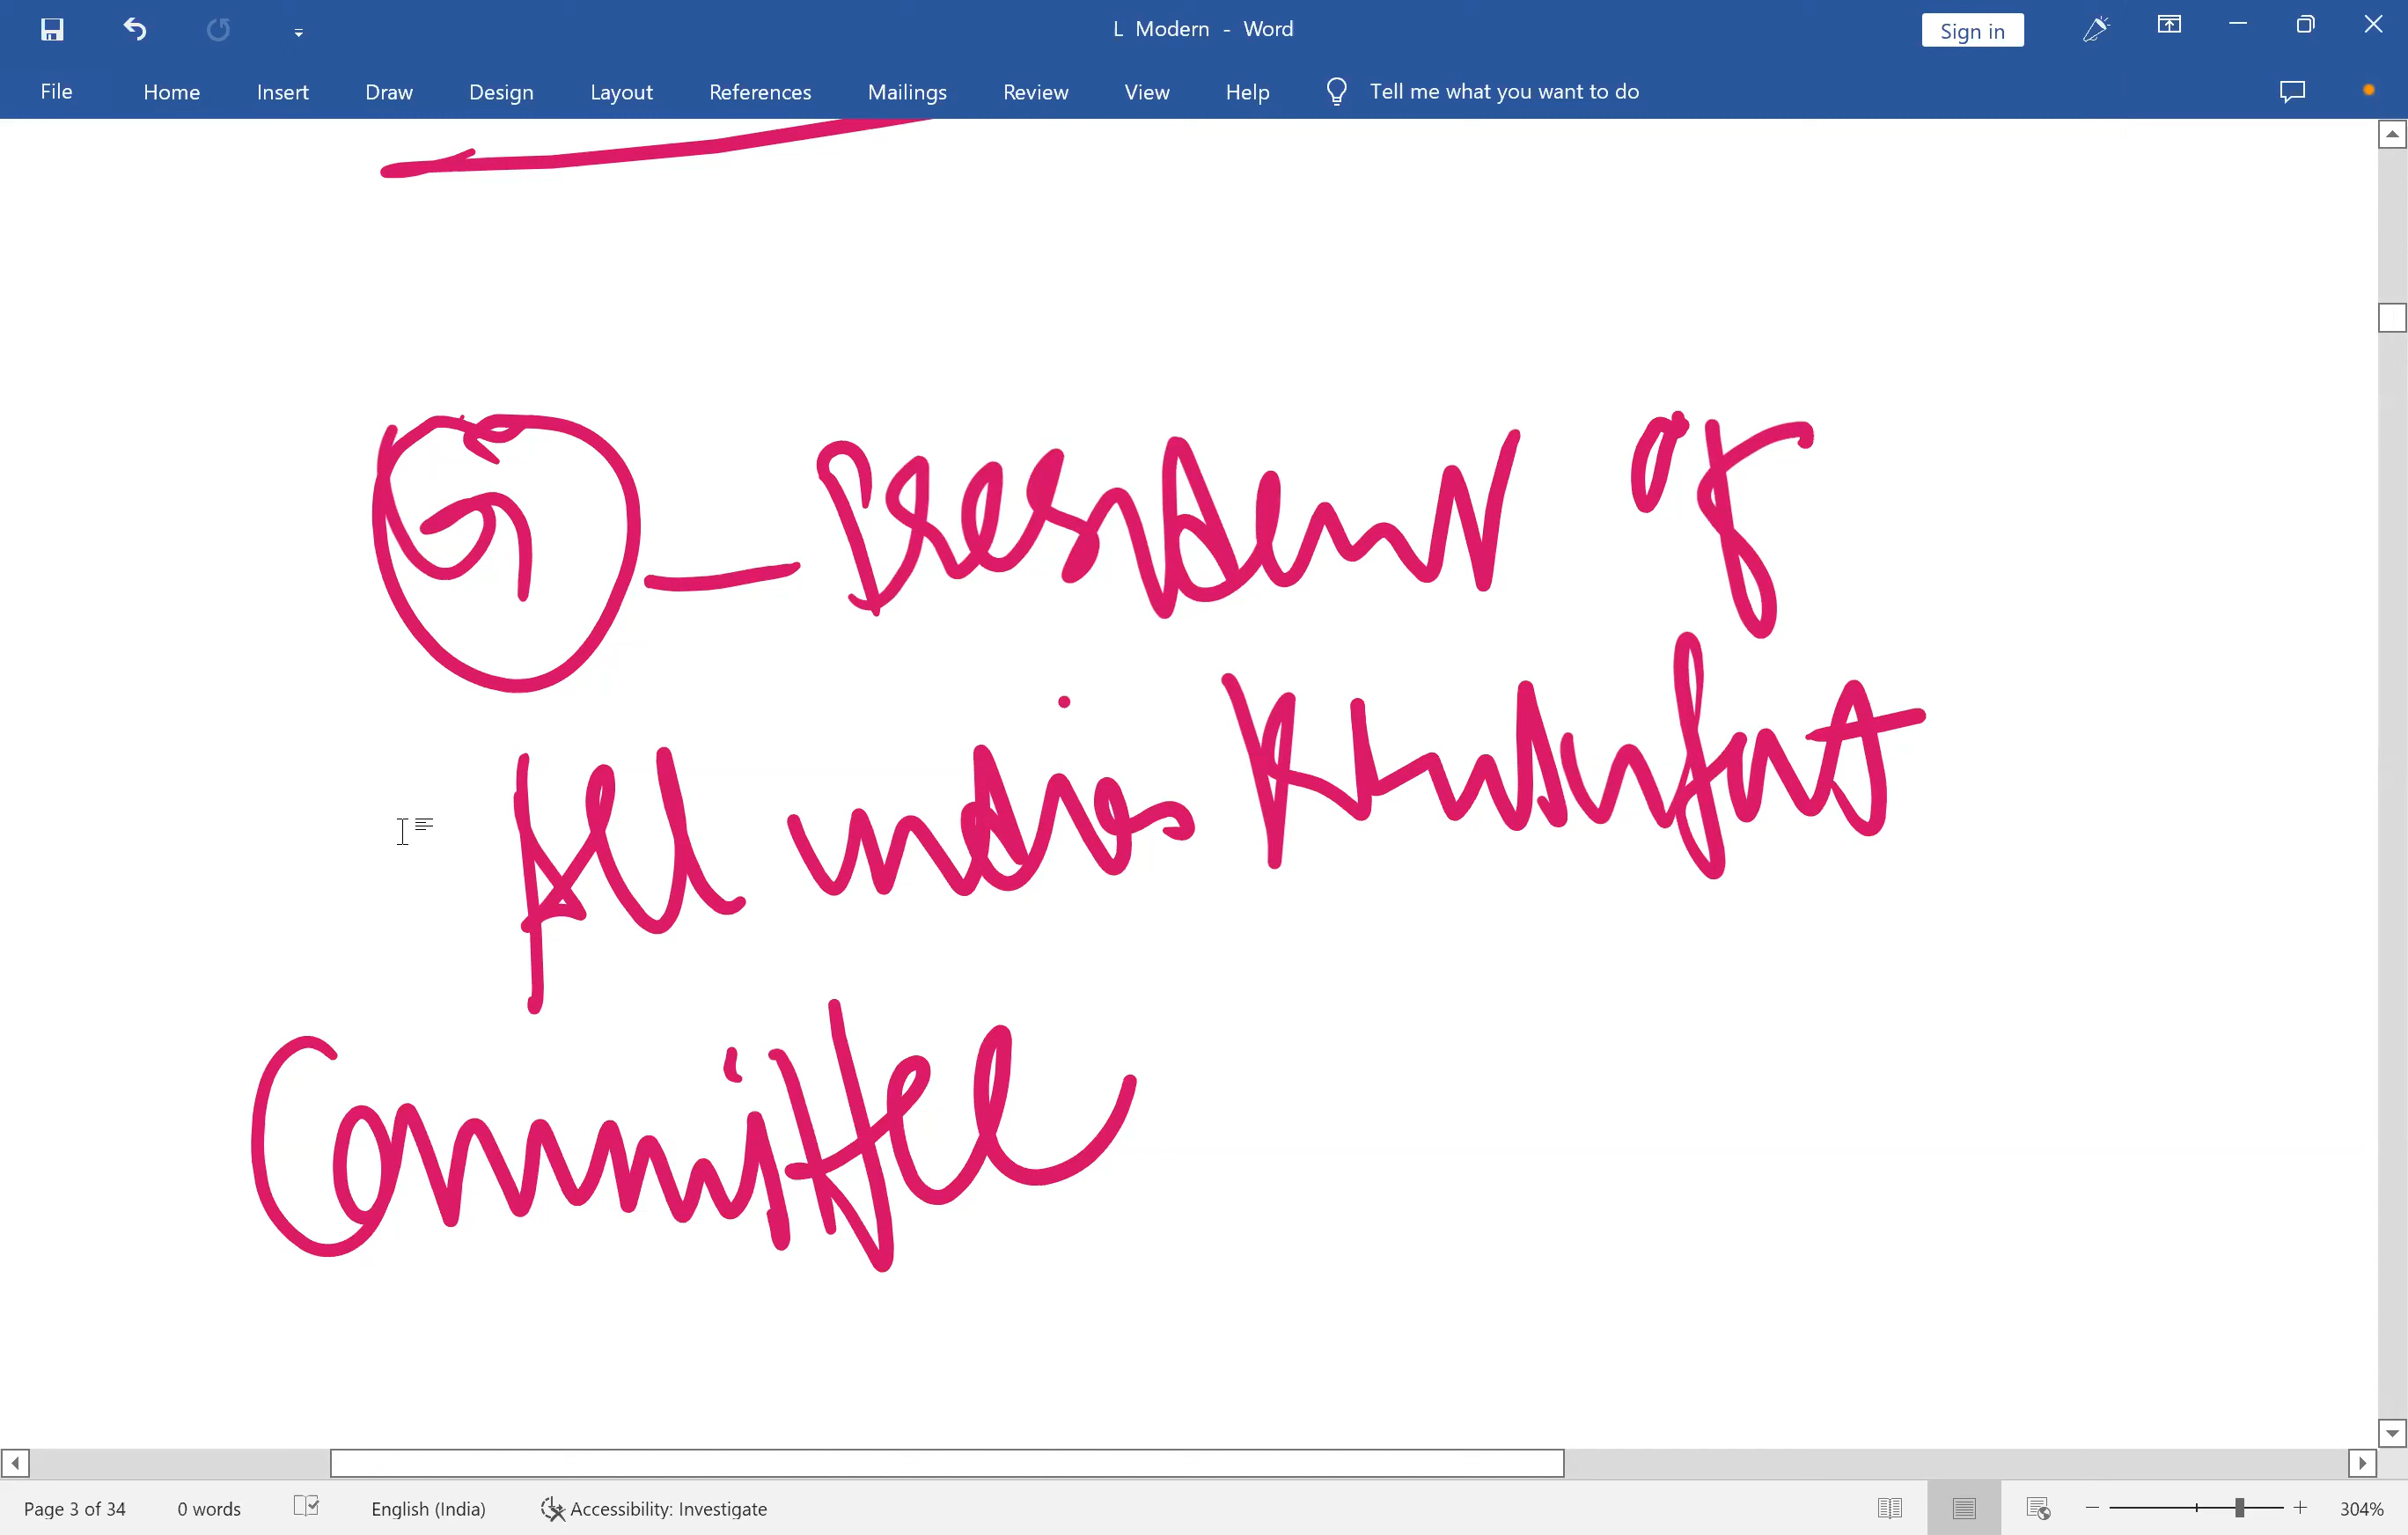 L Modern - Word
Sign in
File Home Insert Draw Design Layout References Mailings Review View Help Tell me what you want to do
President of
All India Khilafat
Committee
Page 3 of 34 0 words English (India) Accessibility: Investigate 304%